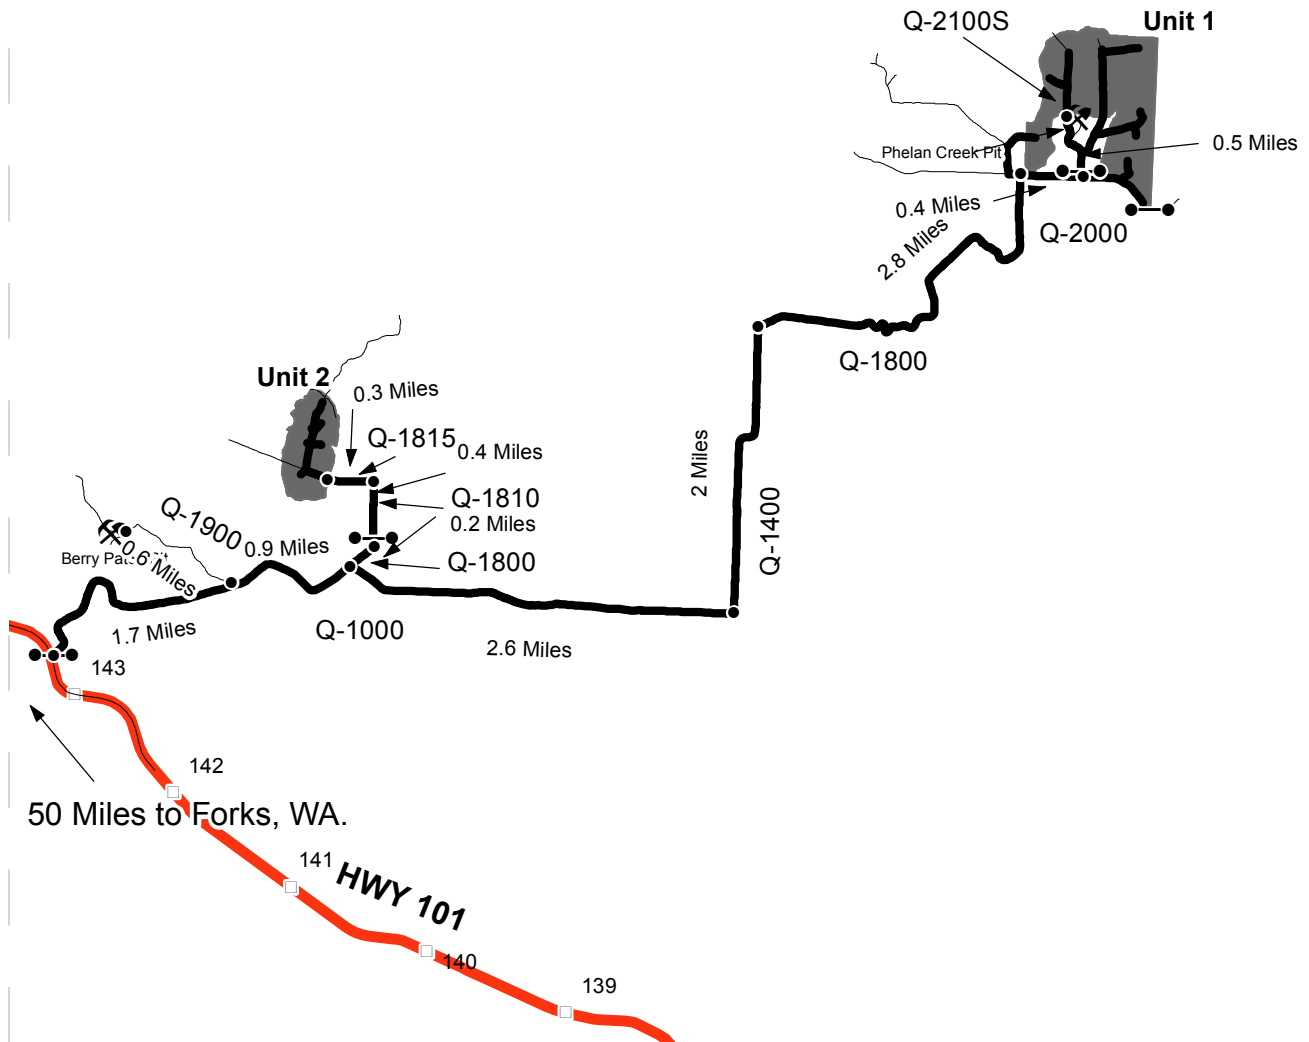 Q-2100S
Unit 1
Phelan Creek Pit
0.5 Miles
0.4 Miles
Q-2000
2.8 Miles
Q-1800
Unit 2
0.3 Miles
Q-1815
0.4 Miles
2 Miles
Q-1810
Q-1900
0.2 Miles
Q-1400
0.9 Miles
Berry Pat
0.6 Miles
Q-1800
1.7 Miles
Q-1000
2.6 Miles
143
142
50 Miles to Forks, WA.
141
HWY 101
140
139